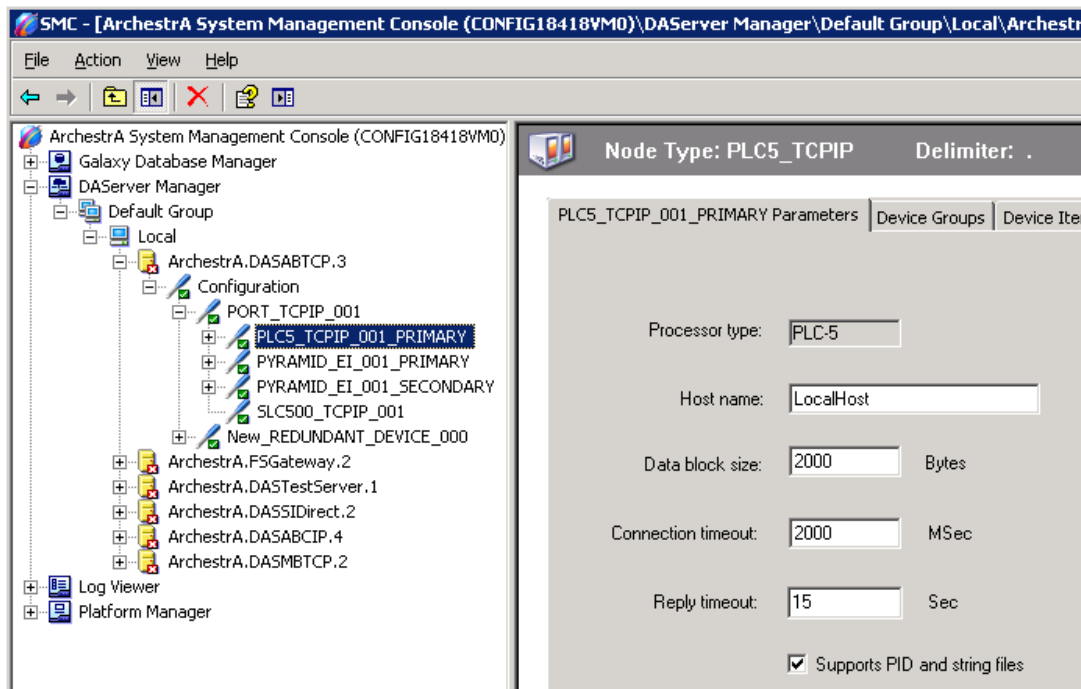 SMC - [ArchestrA System Management Console (CONFIG18418VM0)\DAServer Manager\Default Group\Local\Archestr
File Action View Help
ArchestrA System Management Console (CONFIG18418VM0)
Galaxy Database Manager
DAServer Manager
Default Group
Local
ArchestrA.DASABTCP.3
Configuration
PORT_TCPIP_001
PLC5_TCPIP_001_PRIMARY
PYRAMID_EI_001_PRIMARY
PYRAMID_EI_001_SECONDARY
SLC500_TCPIP_001
New_REDUNDANT_DEVICE_000
ArchestrA.FSGateway.2
ArchestrA.DASTestServer.1
ArchestrA.DASSIDirect.2
ArchestrA.DASABCIP.4
ArchestrA.DASMBTCP.2
Log Viewer
Platform Manager
Node Type: PLC5_TCPIP Delimiter: .
PLC5_TCPIP_001_PRIMARY Parameters Device Groups Device Ite
Processor type: PLC-5
Host name: LocalHost
Data block size: 2000 Bytes
Connection timeout: 2000 MSec
Reply timeout: 15 Sec
Supports PID and string files